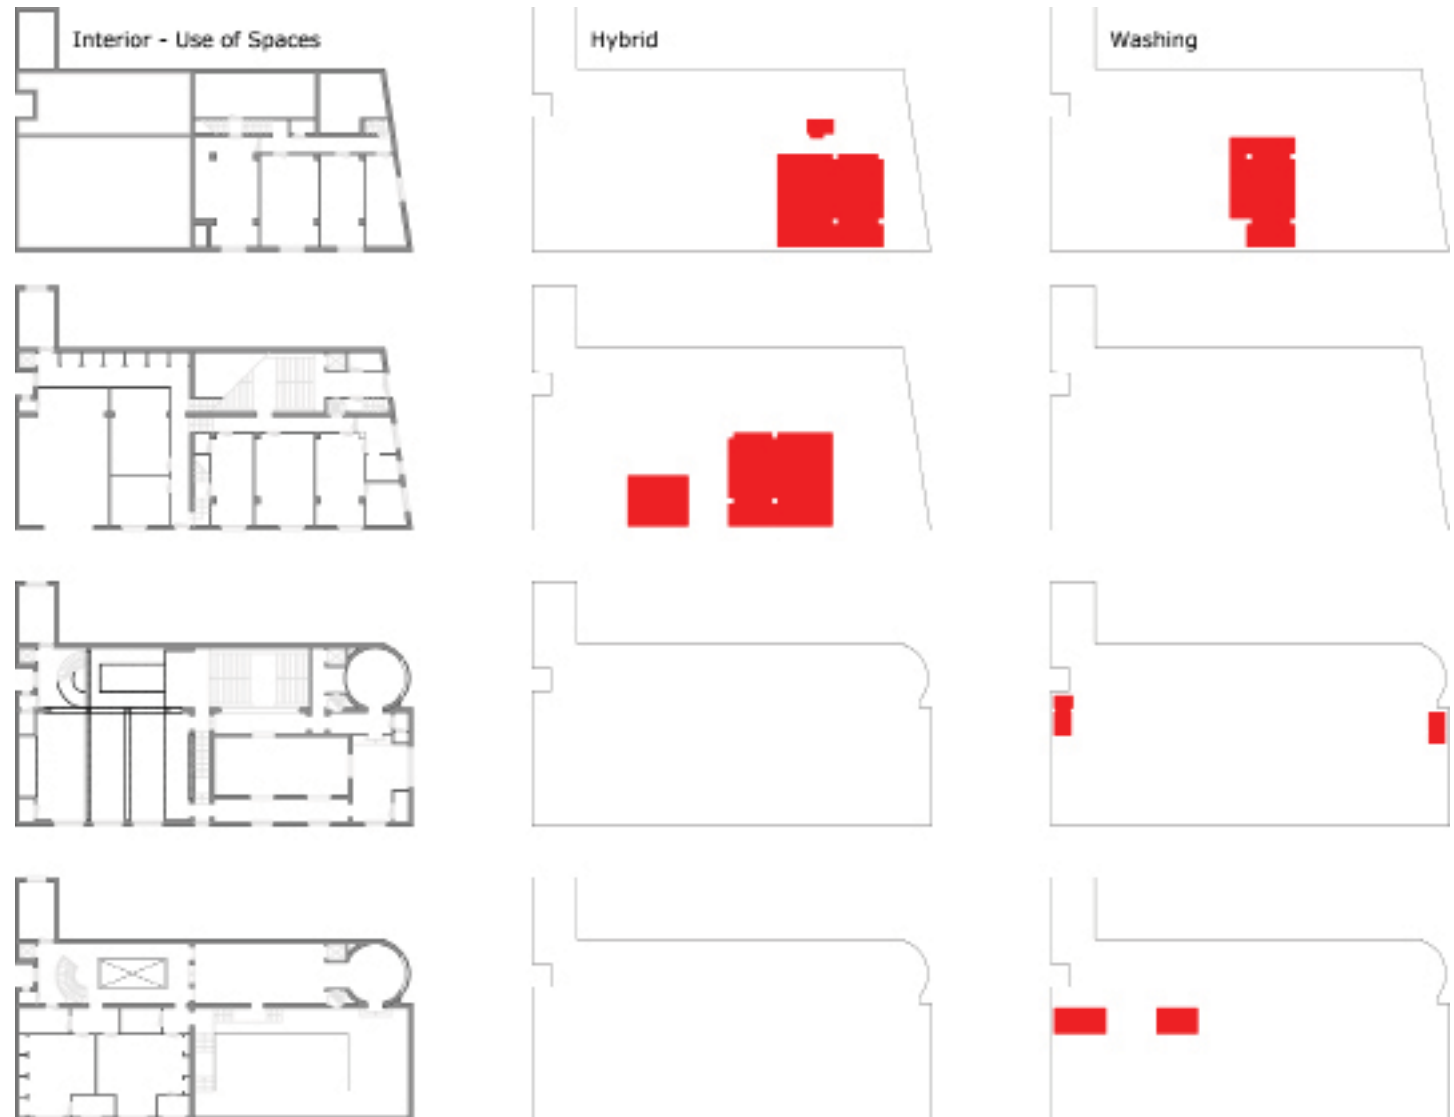 Interior - Use of Spaces
Hybrid
Washing